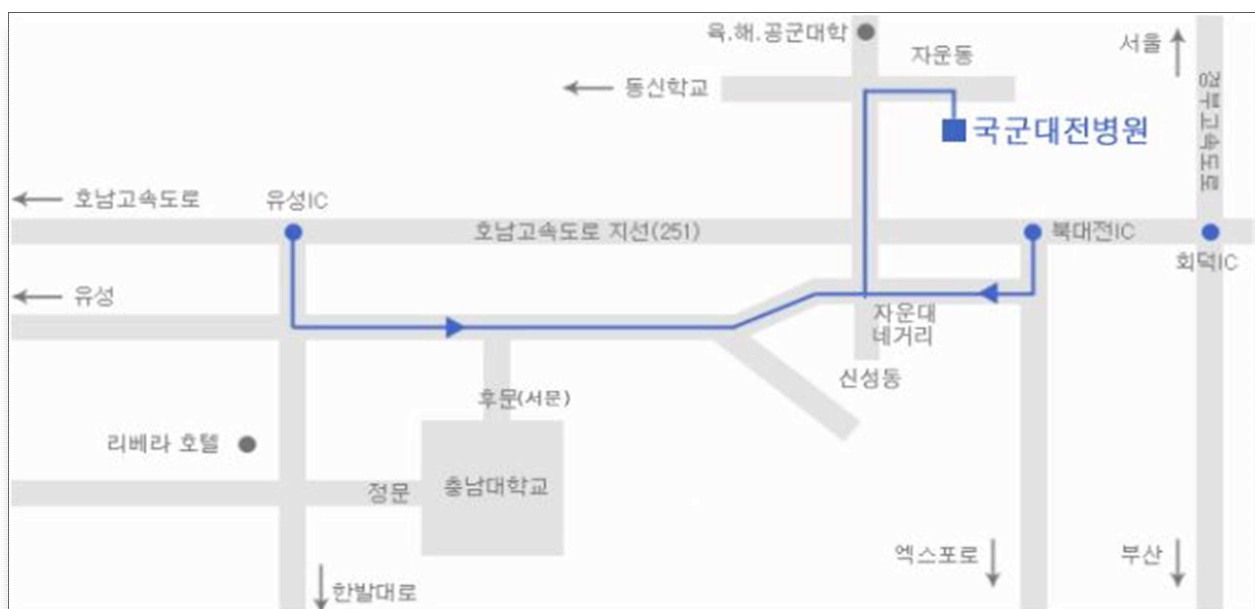 육.해.공군대학
서울
자운동
동신학교
경부고속도로
국군대전병원
호남고속도로
유성IC
호남고속도로 지선(251)
북대전IC
회덕IC
유성
자운대
네거리
신성동
후문(서문)
리베라 호텔
정문
충남대학교
엑스포로
부산
한발대로